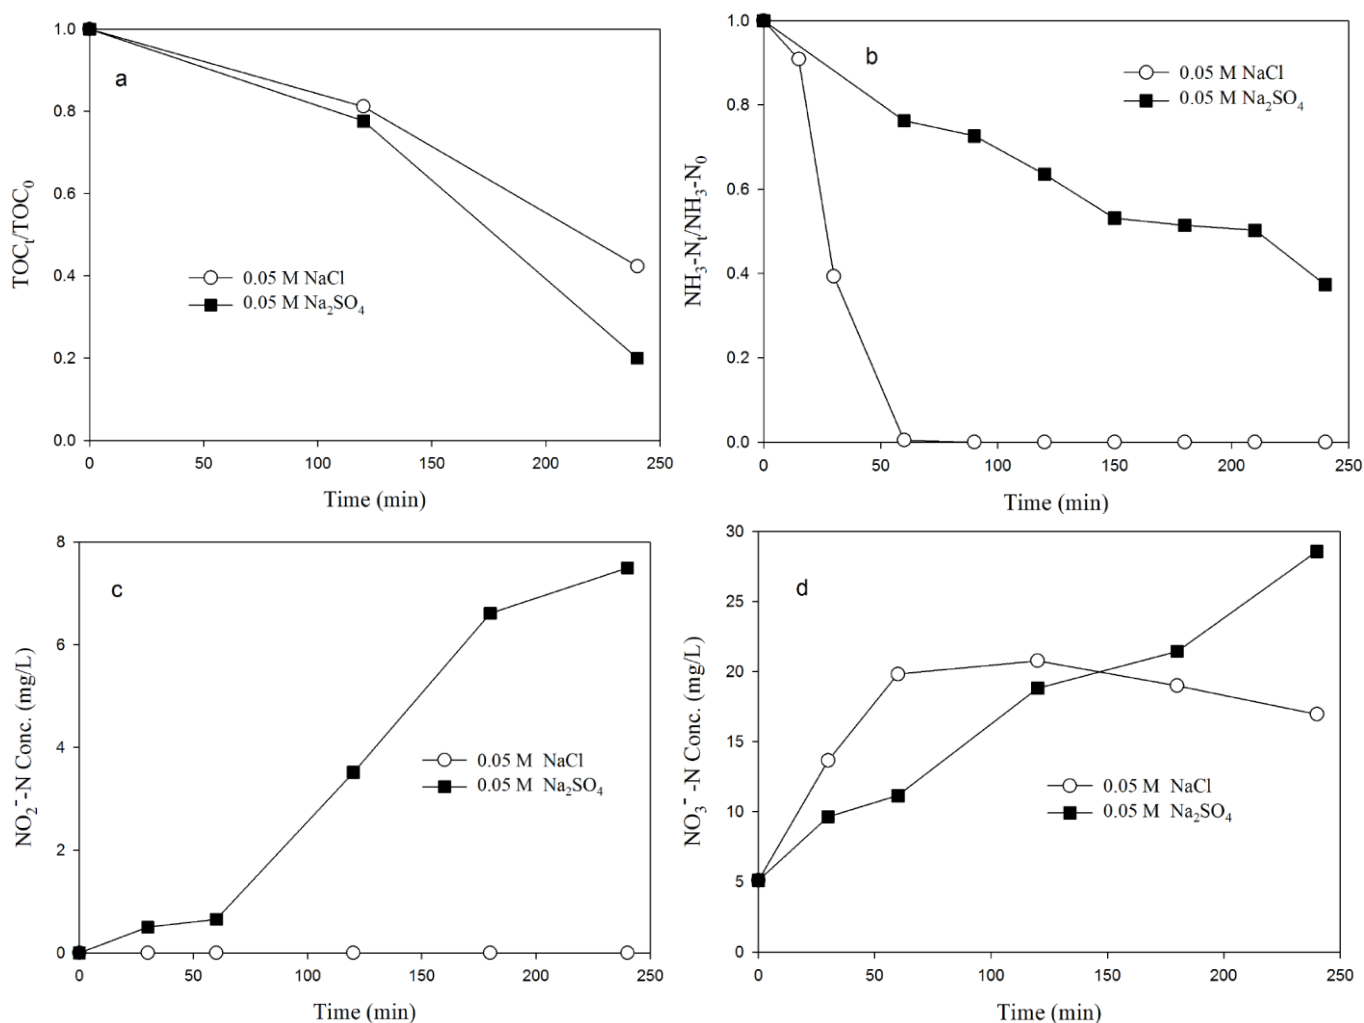 a
1.0
0.8
0.6
0.4
0.2
0.0
TOCₜ/TOC₀
0.05 M NaCl
0.05 M Na₂SO₄
0 50 100 150 200 250
Time (min)
b
1.0
0.8
0.6
0.4
0.2
0.0
NH₃-Nₜ/NH₃-N₀
0.05 M NaCl
0.05 M Na₂SO₄
0 50 100 150 200 250
Time (min)
c
8
6
4
2
0
NO₂⁻-N Conc. (mg/L)
0.05 M NaCl
0.05 M Na₂SO₄
0 50 100 150 200 250
Time (min)
d
30
25
20
15
10
5
0
NO₃⁻ -N Conc. (mg/L)
0.05 M NaCl
0.05 M Na₂SO₄
0 50 100 150 200 250
Time (min)